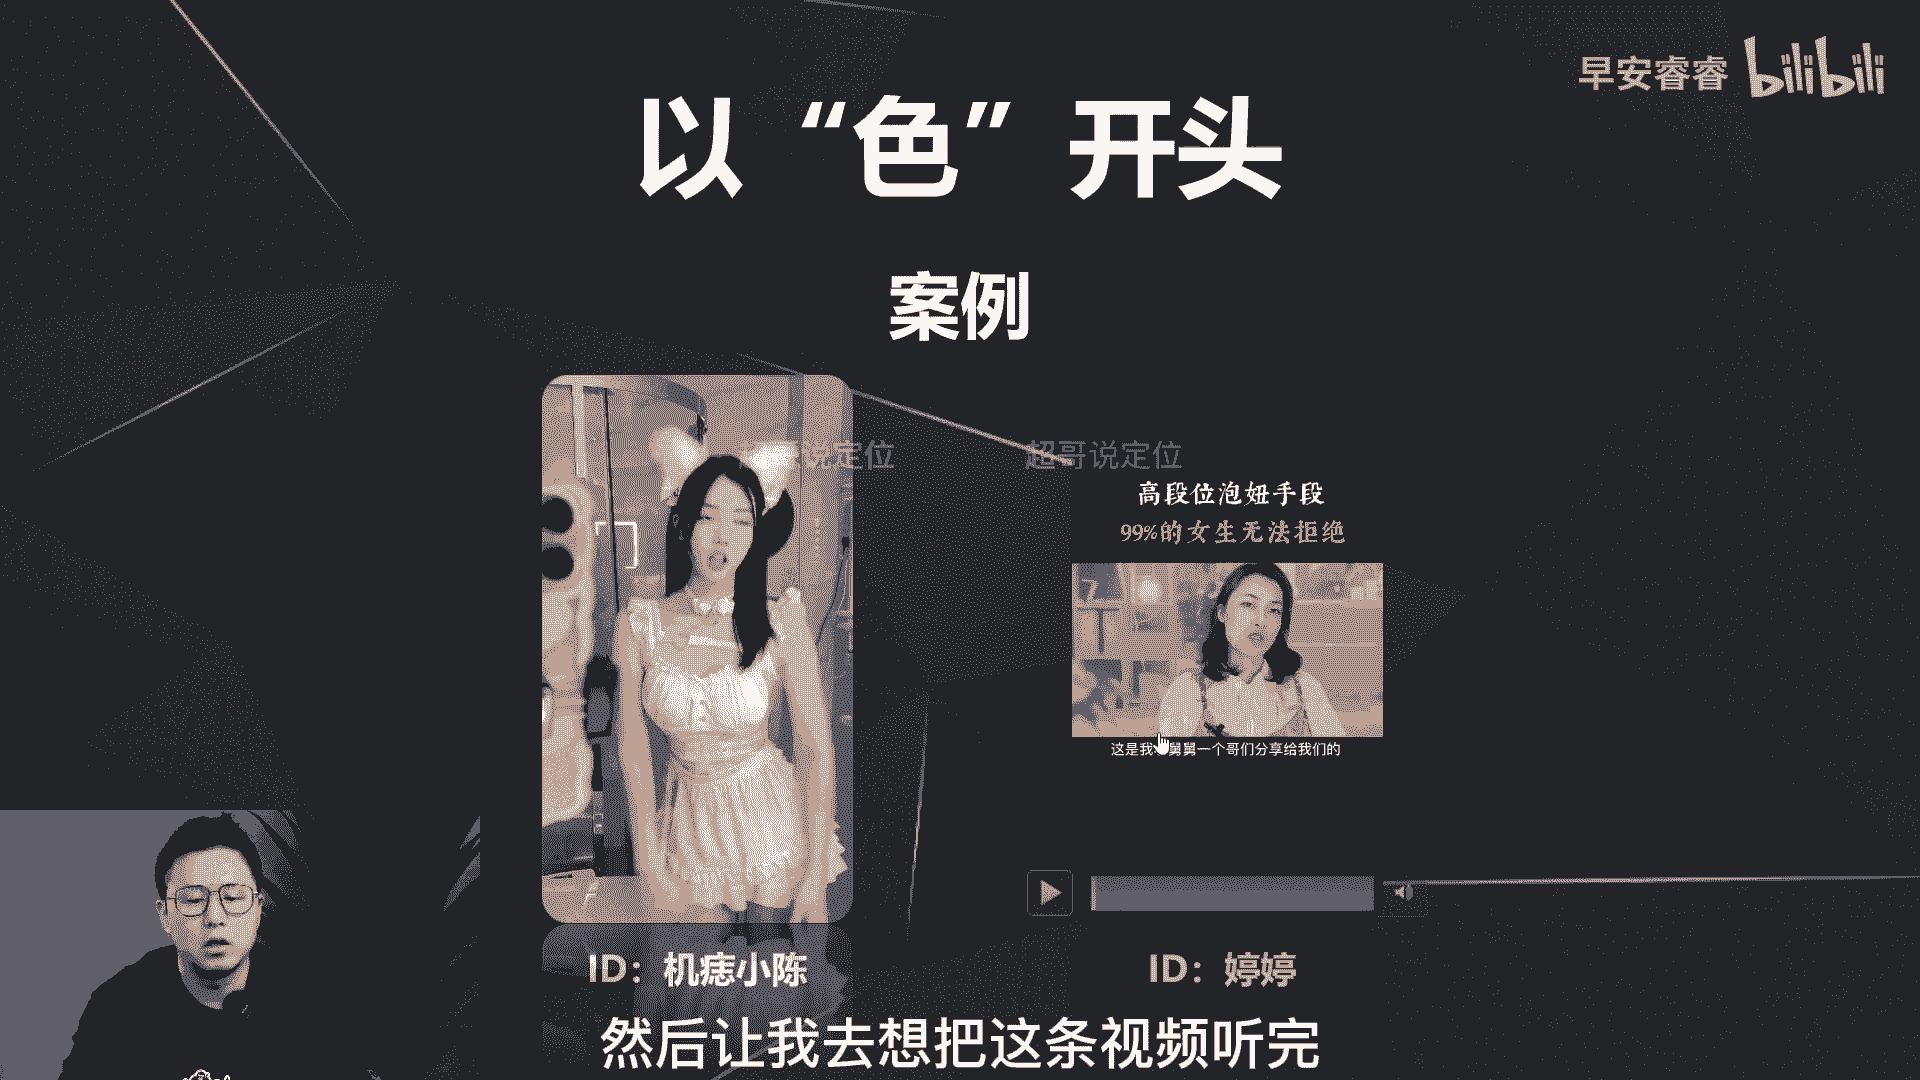 早安睿睿 bilibili
以“色”开头
案例
说定位
超哥说定位
高段位泡妞手段
99%的女生无法拒绝
这是我 舅舅一个哥们分享给我们的
ID：机痣小陈
ID：婷婷
然后让我去想把这条视频听完